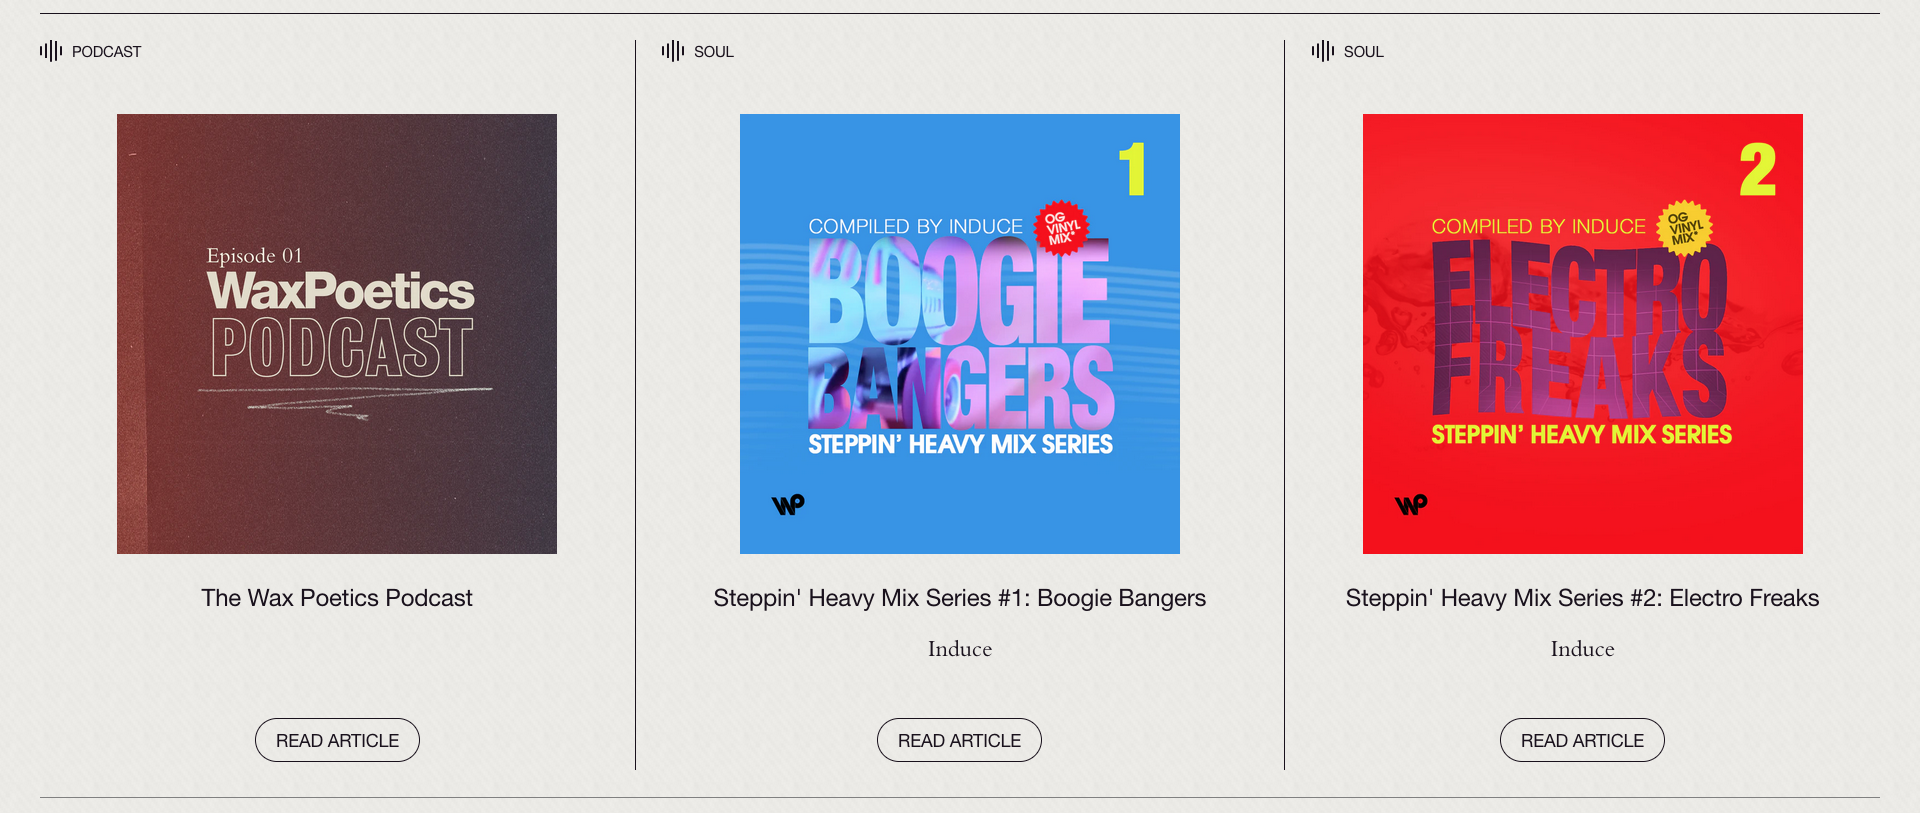 PODCAST
Episode 01
WaxPoetics
PODCAST
The Wax Poetics Podcast
READ ARTICLE
SOUL
1
COMPILED BY INDUCE
OG
VINYL
MIX*
BOOGIE
BANGERS
STEPPIN' HEAVY MIX SERIES
WP
Steppin' Heavy Mix Series #1: Boogie Bangers
Induce
READ ARTICLE
SOUL
2
COMPILED BY INDUCE
OG
VINYL
MIX*
ELECTRO
FREAKS
STEPPIN' HEAVY MIX SERIES
WP
Steppin' Heavy Mix Series #2: Electro Freaks
Induce
READ ARTICLE